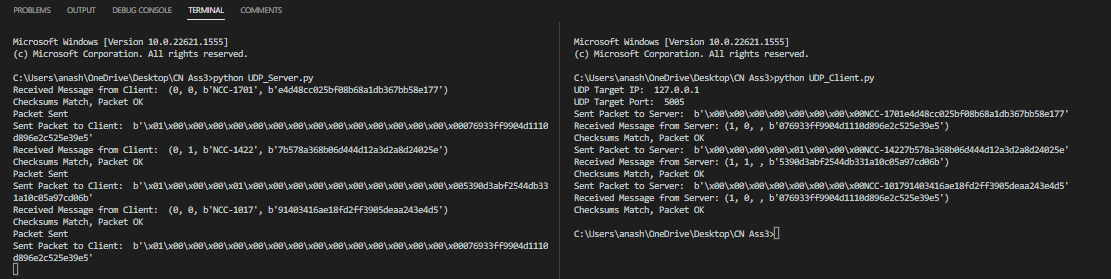 PROBLEMS OUTPUT DEBUG CONSOLE TERMINAL COMMENTS
Microsoft Windows [Version 10.0.22621.1555]
(c) Microsoft Corporation. All rights reserved.
C:\Users\anash\OneDrive\Desktop\CN Ass3>python UDP_Server.py
Received Message from Client:  (0, 0, b'NCC-1701', b'e4d48cc025bf08b68a1db367bb58e177')
Checksums Match, Packet OK
Packet Sent
Sent Packet to Client:  b'\x01\x00\x00\x00\x00\x00\x00\x00\x00\x00\x00\x00\x00\x00\x00\x00076933ff9904d1110
d896e2c525e39e5'
Received Message from Client:  (0, 1, b'NCC-1422', b'7b578a368b06d444d12a3d2a8d24025e')
Checksums Match, Packet OK
Packet Sent
Sent Packet to Client:  b'\x01\x00\x00\x00\x01\x00\x00\x00\x00\x00\x00\x00\x00\x00\x00\x005390d3abf2544db33
1a10c05a97cd06b'
Received Message from Client:  (0, 0, b'NCC-1017', b'91403416ae18fd2ff3905deaa243e4d5')
Checksums Match, Packet OK
Packet Sent
Sent Packet to Client:  b'\x01\x00\x00\x00\x00\x00\x00\x00\x00\x00\x00\x00\x00\x00\x00\x00076933ff9904d1110
d896e2c525e39e5'
Microsoft Windows [Version 10.0.22621.1555]
(c) Microsoft Corporation. All rights reserved.
C:\Users\anash\OneDrive\Desktop\CN Ass3>python UDP_Client.py
UDP Target IP:  127.0.0.1
UDP Target Port:  5005
Sent Packet to Server:  b'\x00\x00\x00\x00\x00\x00\x00\x00NCC-1701e4d48cc025bf08b68a1db367bb58e177'
Received Message from Server: (1, 0, , b'076933ff9904d1110d896e2c525e39e5')
Checksums Match, Packet OK
Sent Packet to Server:  b'\x00\x00\x00\x00\x01\x00\x00\x00NCC-14227b578a368b06d444d12a3d2a8d24025e'
Received Message from Server: (1, 1, , b'5390d3abf2544db331a10c05a97cd06b')
Checksums Match, Packet OK
Sent Packet to Server:  b'\x00\x00\x00\x00\x00\x00\x00\x00NCC-101791403416ae18fd2ff3905deaa243e4d5'
Received Message from Server: (1, 0, , b'076933ff9904d1110d896e2c525e39e5')
Checksums Match, Packet OK
C:\Users\anash\OneDrive\Desktop\CN Ass3>